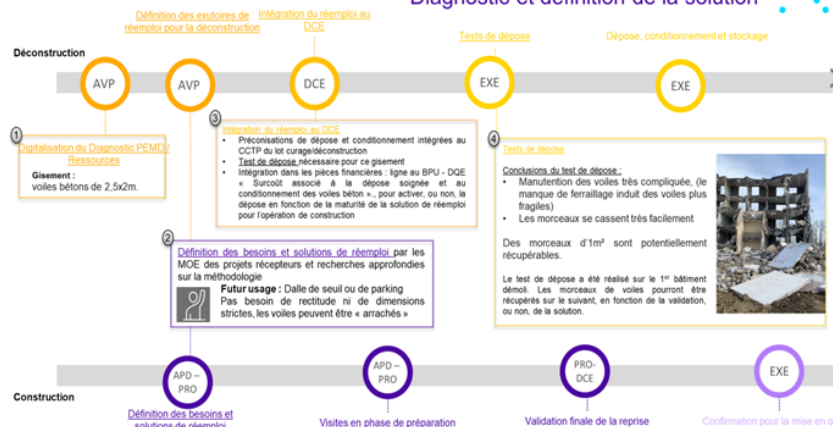 Diagnostic et définition de la solution
Définition des exutoires de
réemploi pour la déconstruction
Intégration du réemploi au
DCE
Tests de dépose
Dépose, conditionnement et stockage
Déconstruction
AVP
AVP
DCE
EXE
EXE
1
Digitalisation du Diagnostic PEMD /
Ressources
Gisement :
voiles bétons de 2,5x2m.
3
Intégration du réemploi au DCE
• Préconisations de dépose et conditionnement intégrées au
CCTP du lot curage/déconstruction
• Test de dépose nécessaire pour ce gisement
• Intégration dans les pièces financières : ligne au BPU - DQE
« Surcoût associé à la dépose soignée et au
conditionnement des voiles béton »., pour activer, ou non, la
dépose en fonction de la maturité de la solution de réemploi
pour l'opération de construction
4
Tests de dépose
Conclusions du test de dépose :
• Manutention des voiles très compliquée, (le
manque de ferraillage induit des voiles plus
fragiles)
• Les morceaux se cassent très facilement
Des morceaux d'1m² sont potentiellement
récupérables.
Le test de dépose a été réalisé sur le 1er bâtiment
démoli. Les morceaux de voiles pourront être
récupérés sur le suivant, en fonction de la validation,
ou non, de la solution.
2
Définition des besoins et solutions de réemploi par les
MOE des projets récepteurs et recherches approfondies
sur la méthodologie
Futur usage : Dalle de seuil ou de parking
Pas besoin de rectitude ni de dimensions
strictes, les voiles peuvent être « arrachés »
APD –
PRO
APD –
PRO
PRO-
DCE
EXE
Construction
Définition des besoins et
solutions de réemploi
Visites en phase de préparation
Validation finale de la reprise
Confirmation pour la mise en